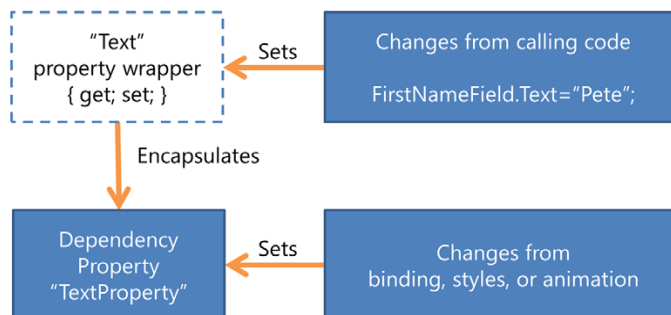 “Text”
property wrapper
{ get; set; }
Sets
Changes from calling code
FirstNameField.Text=“Pete”;
Encapsulates
Dependency
Property
“TextProperty”
Sets
Changes from
binding, styles, or animation